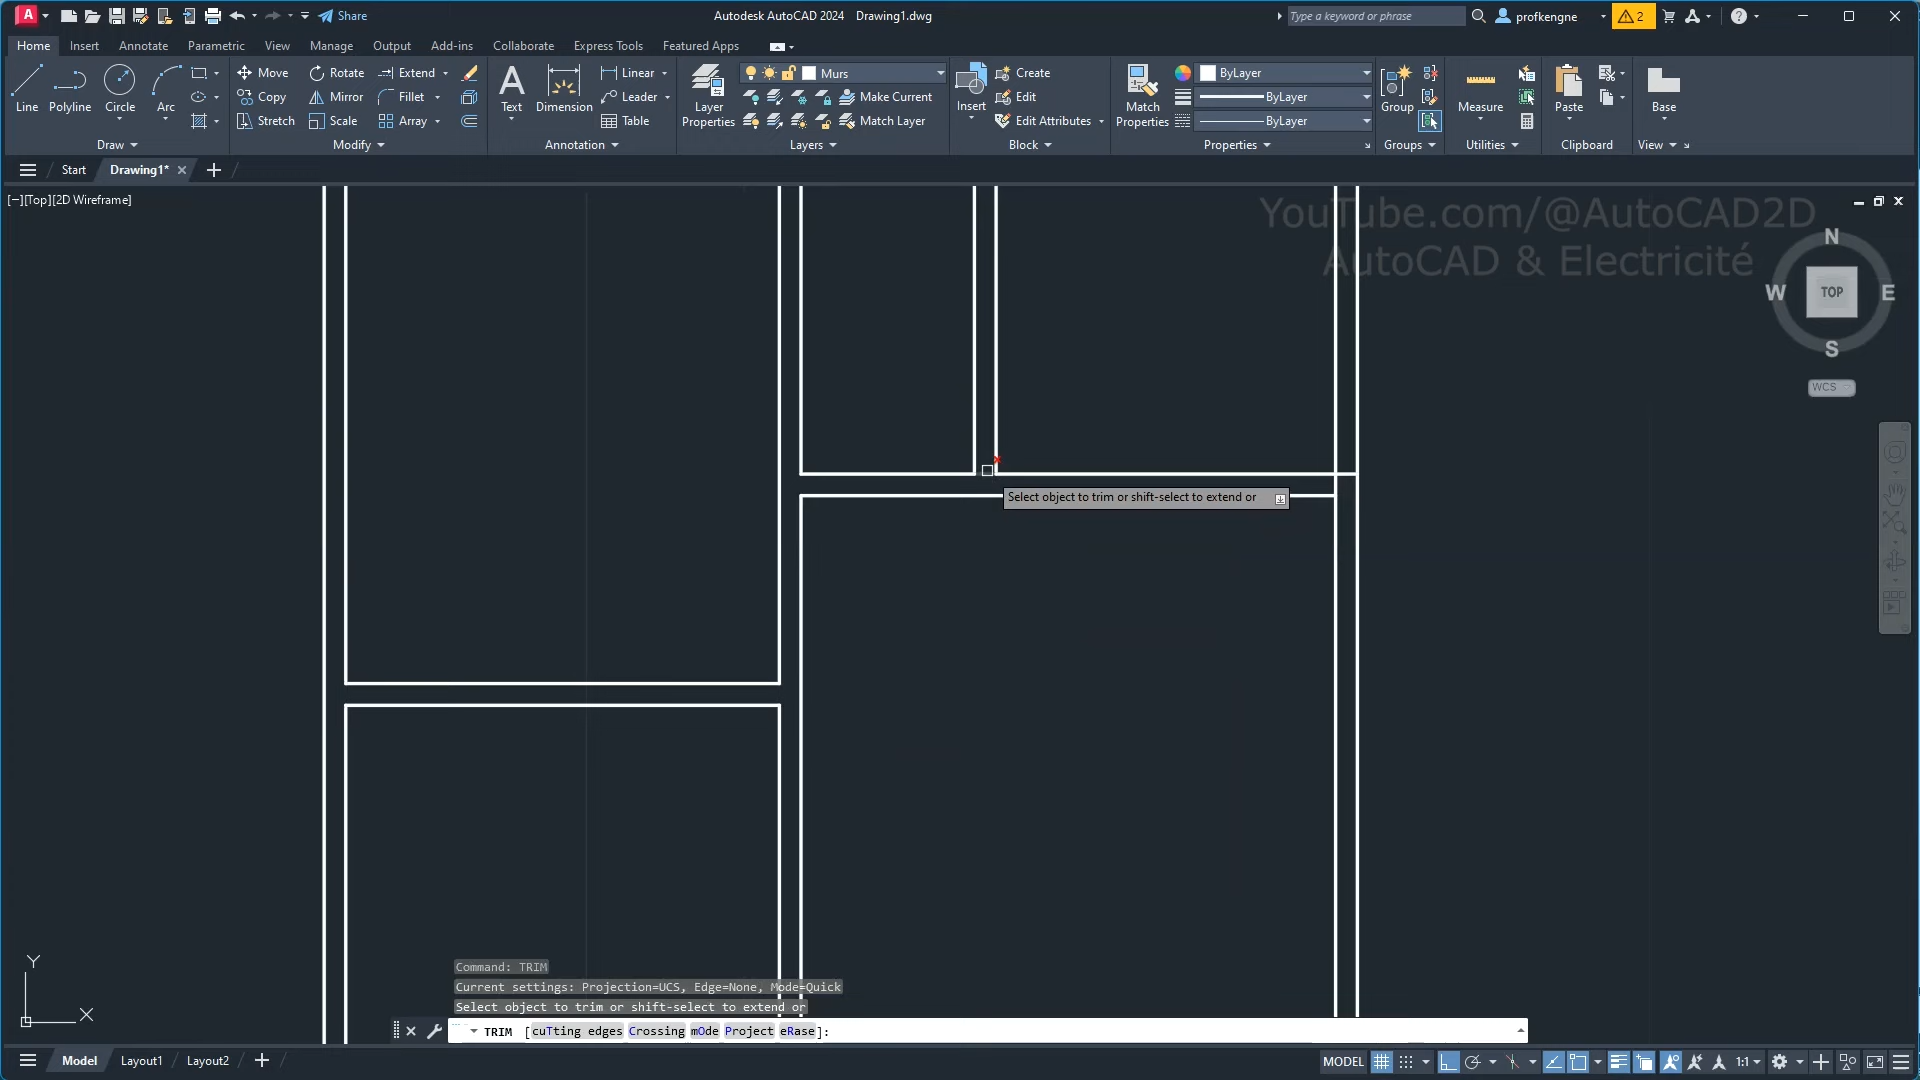 Share
Autodesk AutoCAD 2024 Drawing1.dwg
Type a keyword or phrase
profkengne
2
Home Insert Annotate Parametric View Manage Output Add-ins Collaborate Express Tools Featured Apps
Line
Polyline
Circle
Arc
Draw
Move
Rotate
Extend
Copy
Mirror
Fillet
Stretch
Scale
Array
Modify
Text
Dimension
Linear
Leader
Table
Annotation
Layer
Properties
Murs
Make Current
Match Layer
Layers
Insert
Create
Edit
Edit Attributes
Block
Match
Properties
ByLayer
ByLayer
ByLayer
Properties
Group
Groups
Measure
Utilities
Paste
Clipboard
Base
View
Start
Drawing1*
[−][Top][2D Wireframe]
YouTube.com/@AutoCAD2D
AutoCAD & Electricité
N
W
TOP
E
S
WCS
Select object to trim or shift-select to extend or
Y
X
Command: TRIM
Current settings: Projection=UCS, Edge=None, Mode=Quick
Select object to trim or shift-select to extend or
TRIM [cuTting edges Crossing mOde Project eRase]:
Model Layout1 Layout2
MODEL
1:1